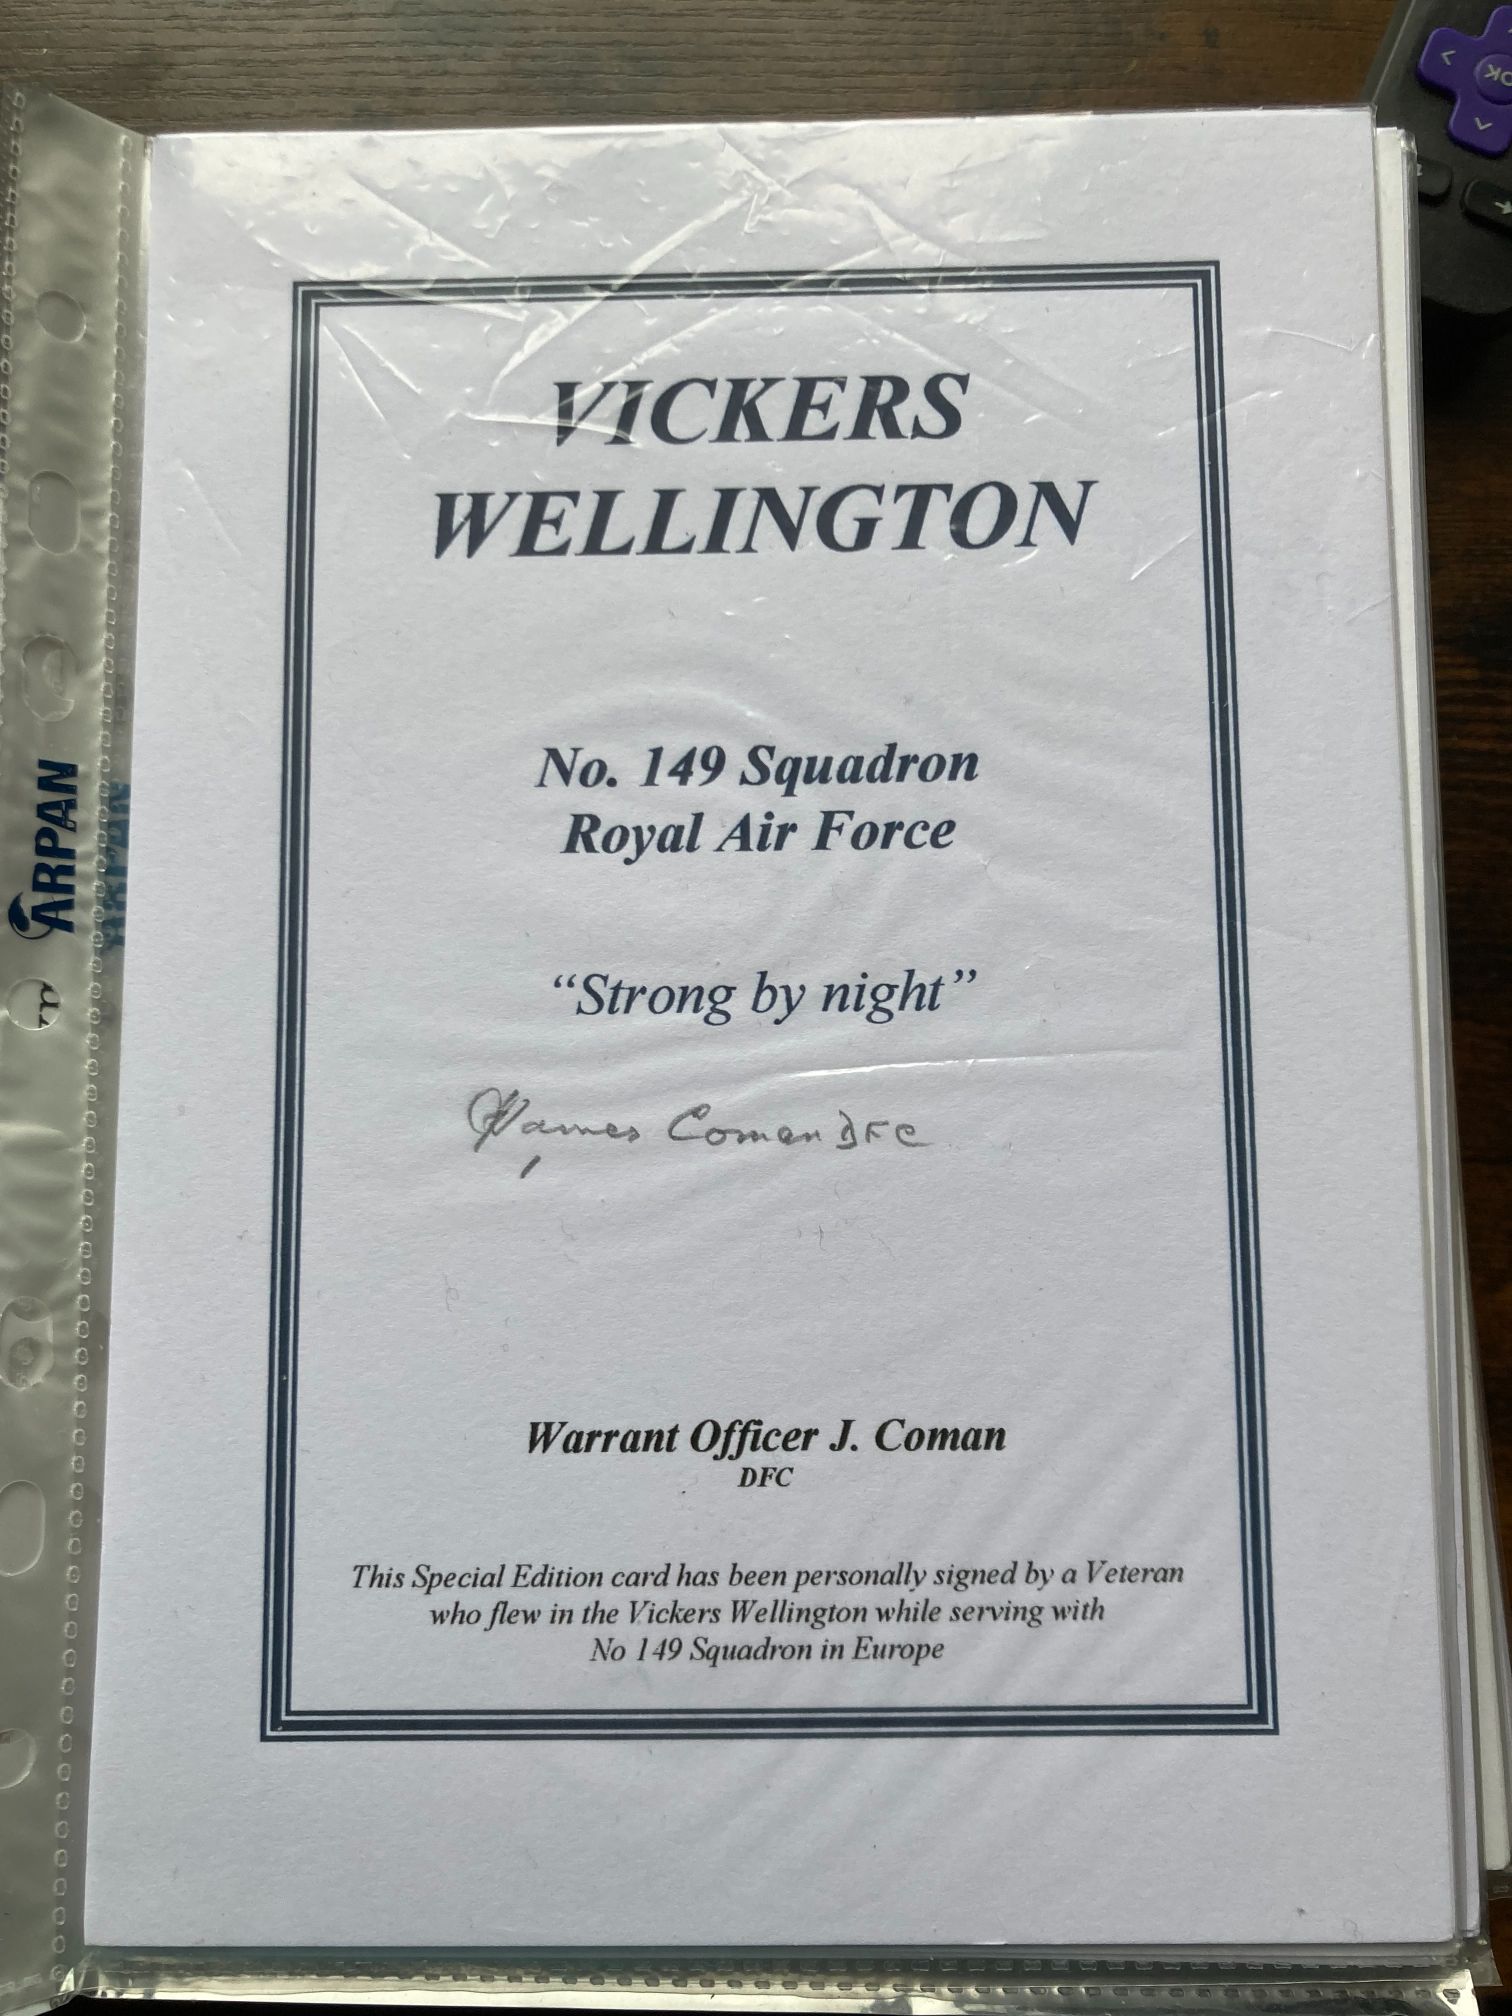 VICKERS
WELLINGTON
No. 149 Squadron
Royal Air Force
“Strong by night”
James Coman DFC
Warrant Officer J. Coman
DFC
This Special Edition card has been personally signed by a Veteran
who flew in the Vickers Wellington while serving with
No 149 Squadron in Europe
ARPAN
OK